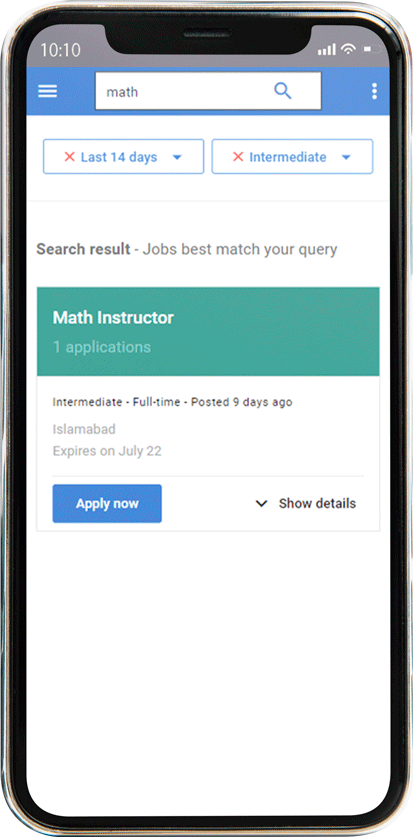 10:10
math
Last 14 days
Intermediate
Search result - Jobs best match your query
Math Instructor
1 applications
Intermediate - Full-time - Posted 9 days ago
Islamabad
Expires on July 22
Apply now
Show details